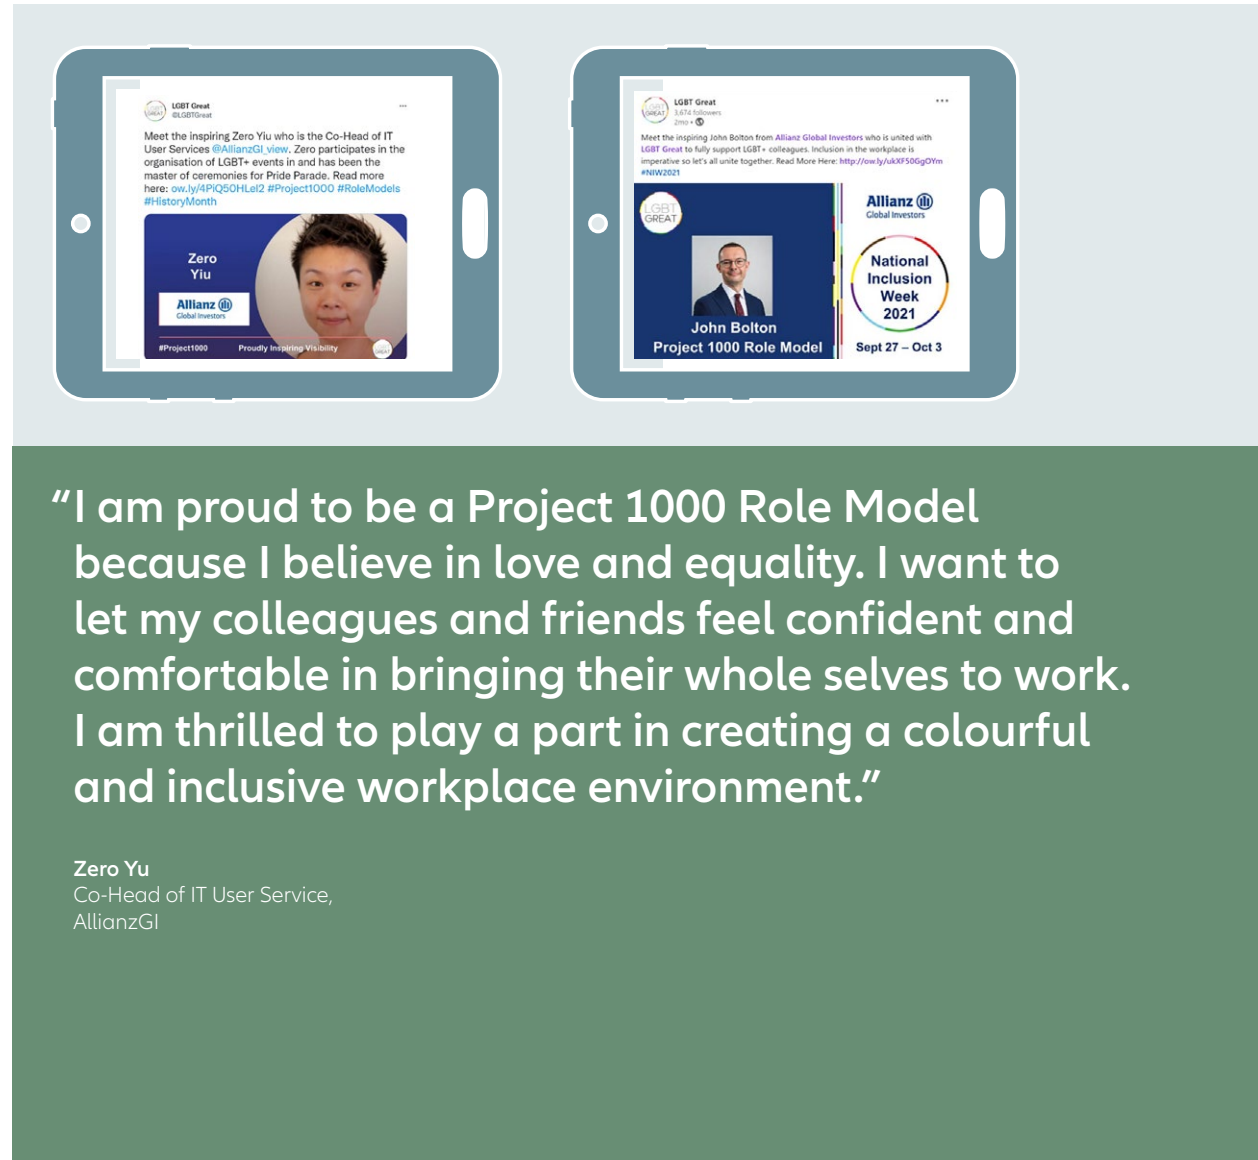 LGBT Great
@LGBTGreat
Meet the inspiring Zero Yiu who is the Co-Head of IT
User Services @AllianzGI_view. Zero participates in the
organisation of LGBT+ events in and has been the
master of ceremonies for Pride Parade. Read more
here: ow.ly/4PiQ50HLeI2 #Project1000 #RoleModels
#HistoryMonth
Zero
Yiu
Allianz
Global Investors
#Project1000 Proudly Inspiring Visibility
LGBT Great
3,674 followers
2mo •
Meet the inspiring John Bolton from Allianz Global Investors who is united with
LGBT Great to fully support LGBT+ colleagues. Inclusion in the workplace is
imperative so let's all unite together. Read More Here: http://ow.ly/ukXF50GgOYm
#NIW2021
LGBT
GREAT
John Bolton
Project 1000 Role Model
Allianz
Global Investors
National
Inclusion
Week
2021
Sept 27 – Oct 3
“I am proud to be a Project 1000 Role Model
because I believe in love and equality. I want to
let my colleagues and friends feel confident and
comfortable in bringing their whole selves to work.
I am thrilled to play a part in creating a colourful
and inclusive workplace environment.”
Zero Yu
Co-Head of IT User Service,
AllianzGI